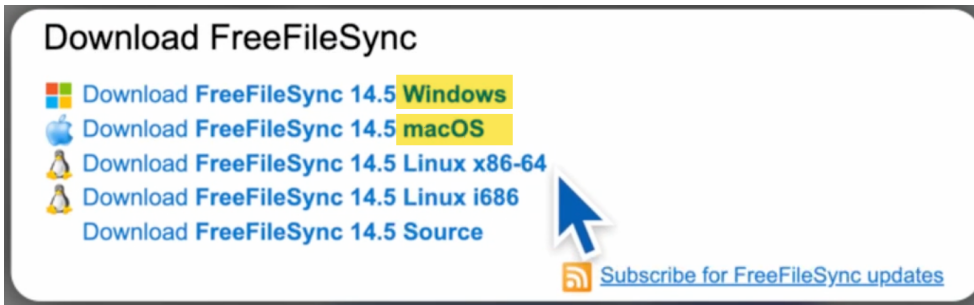 Download FreeFileSync
Download FreeFileSync 14.5 Windows
Download FreeFileSync 14.5 macOS
Download FreeFileSync 14.5 Linux x86-64
Download FreeFileSync 14.5 Linux i686
Download FreeFileSync 14.5 Source
Subscribe for FreeFileSync updates